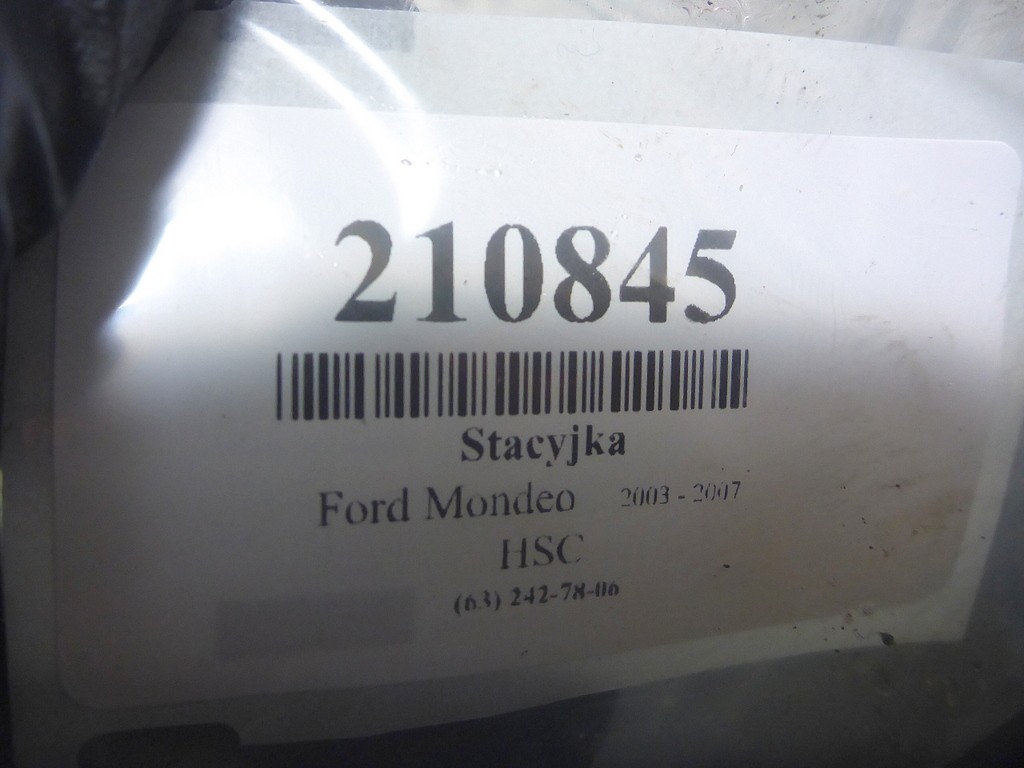 210845
Stacyjka
Ford Mondeo 2003 - 2007
HSC
(63) 242-78-06